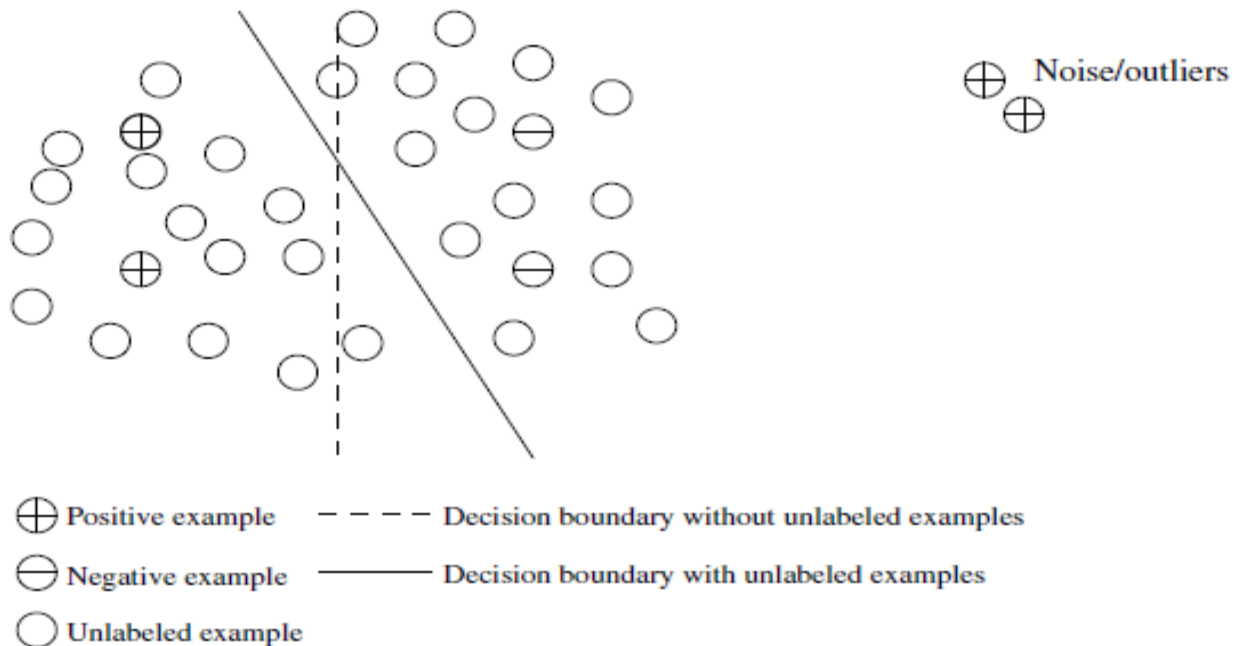 Noise/outliers
Positive example
Decision boundary without unlabeled examples
Negative example
Decision boundary with unlabeled examples
Unlabeled example